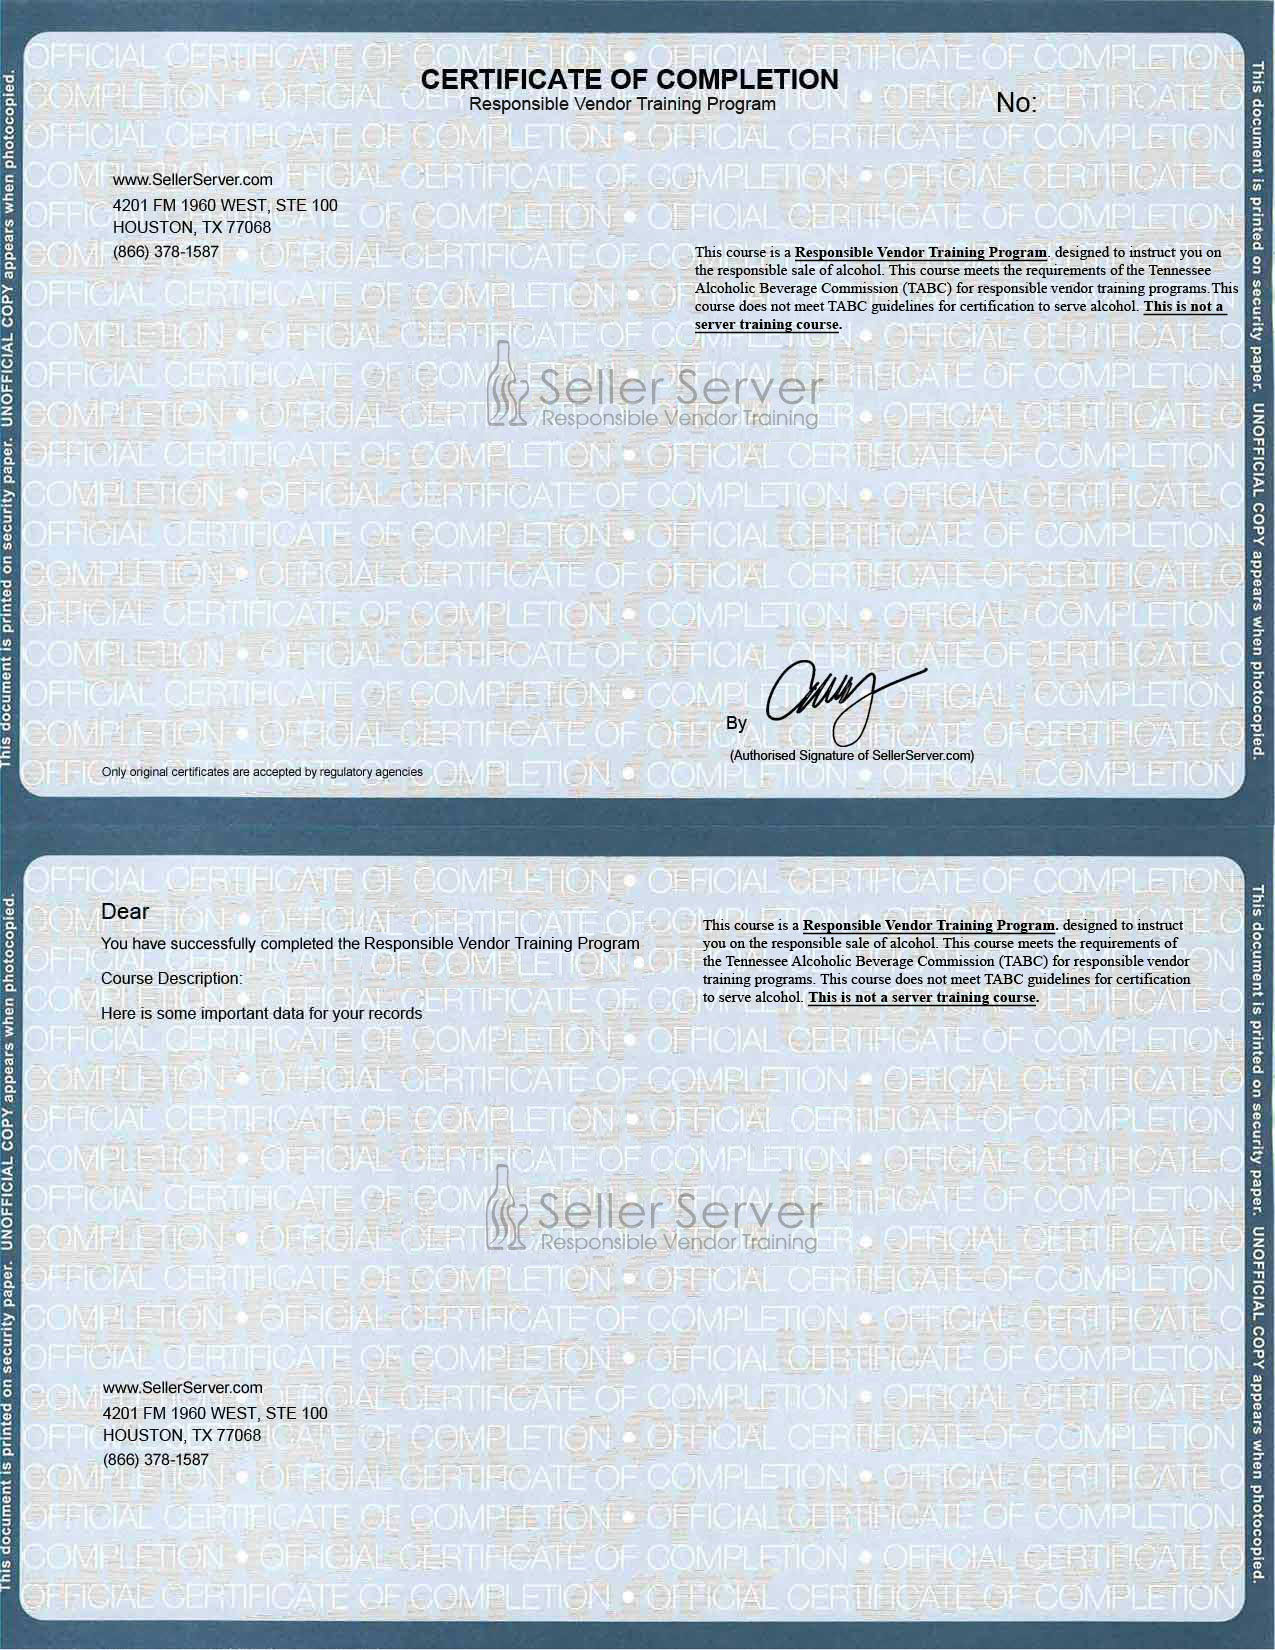 CERTIFICATE OF COMPLETION
Responsible Vendor Training Program
No:
www.SellerServer.com
4201 FM 1960 WEST, STE 100
HOUSTON, TX 77068
(866) 378-1587
This course is a Responsible Vendor Training Program. designed to instruct you on
the responsible sale of alcohol. This course meets the requirements of the Tennessee
Alcoholic Beverage Commission (TABC) for responsible vendor training programs. This
course does not meet TABC guidelines for certification to serve alcohol. This is not a
server training course.
Seller Server
Responsible Vendor Training
By
(Authorised Signature of SellerServer.com)
Only original certificates are accepted by regulatory agencies
This document is printed on security paper. UNOFFICIAL COPY appears when photocopied.
This document is printed on security paper. UNOFFICIAL COPY appears when photocopied.
Dear
You have successfully completed the Responsible Vendor Training Program
Course Description:
Here is some important data for your records
This course is a Responsible Vendor Training Program. designed to instruct
you on the responsible sale of alcohol. This course meets the requirements of
the Tennessee Alcoholic Beverage Commission (TABC) for responsible vendor
training programs. This course does not meet TABC guidelines for certification
to serve alcohol. This is not a server training course.
Seller Server
Responsible Vendor Training
www.SellerServer.com
4201 FM 1960 WEST, STE 100
HOUSTON, TX 77068
(866) 378-1587
This document is printed on security paper. UNOFFICIAL COPY appears when photocopied.
This document is printed on security paper. UNOFFICIAL COPY appears when photocopied.